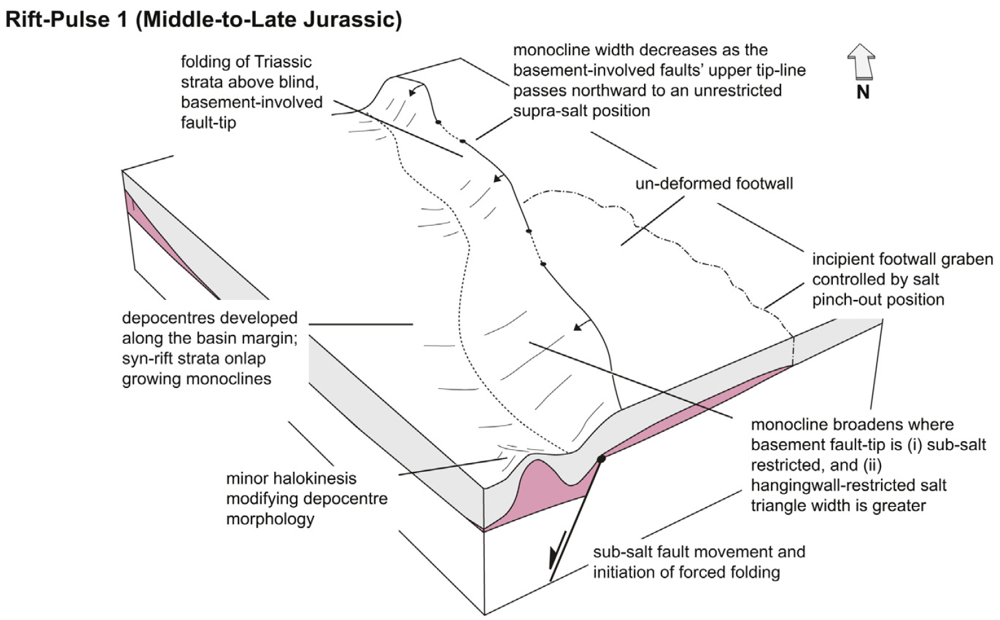 Rift-Pulse 1 (Middle-to-Late Jurassic)
folding of Triassic
strata above blind,
basement-involved
fault-tip
monocline width decreases as the
basement-involved faults' upper tip-line
passes northward to an unrestricted
supra-salt position
N
un-deformed footwall
incipient footwall graben
controlled by salt
pinch-out position
depocentres developed
along the basin margin;
syn-rift strata onlap
growing monoclines
monocline broadens where
basement fault-tip is (i) sub-salt
restricted, and (ii)
hangingwall-restricted salt
triangle width is greater
minor halokinesis
modifying depocentre
morphology
sub-salt fault movement and
initiation of forced folding